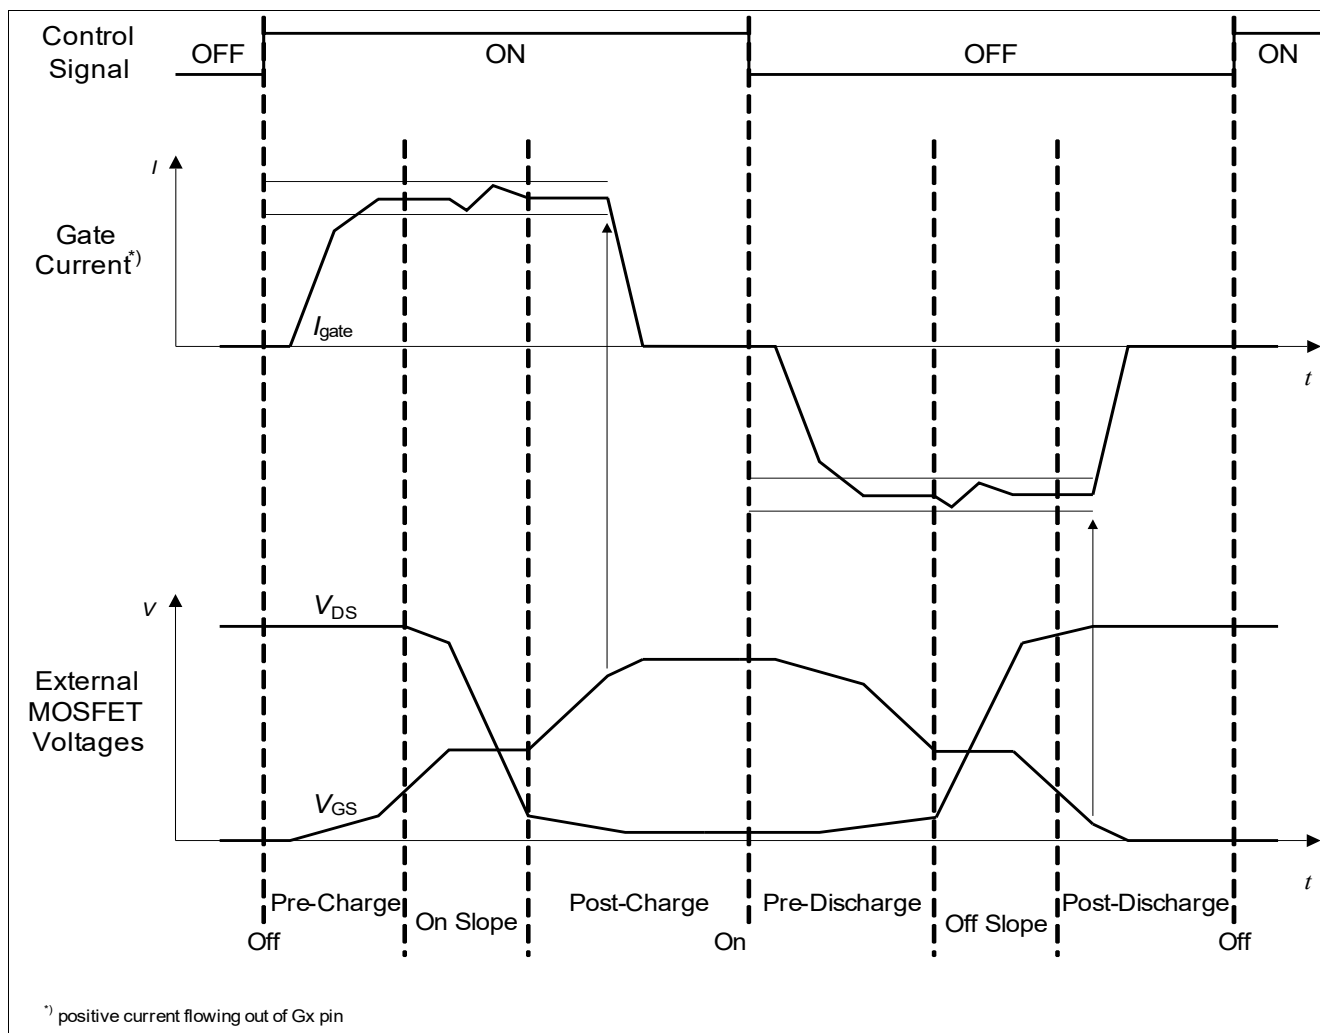 Control
Signal
OFF
ON
OFF
ON
I
Gate
Current*)
Igate
t
V
VDS
External
MOSFET
Voltages
VGS
t
Pre-Charge
On Slope
Post-Charge
Pre-Discharge
Off Slope
Post-Discharge
Off
On
Off
*) positive current flowing out of Gx pin